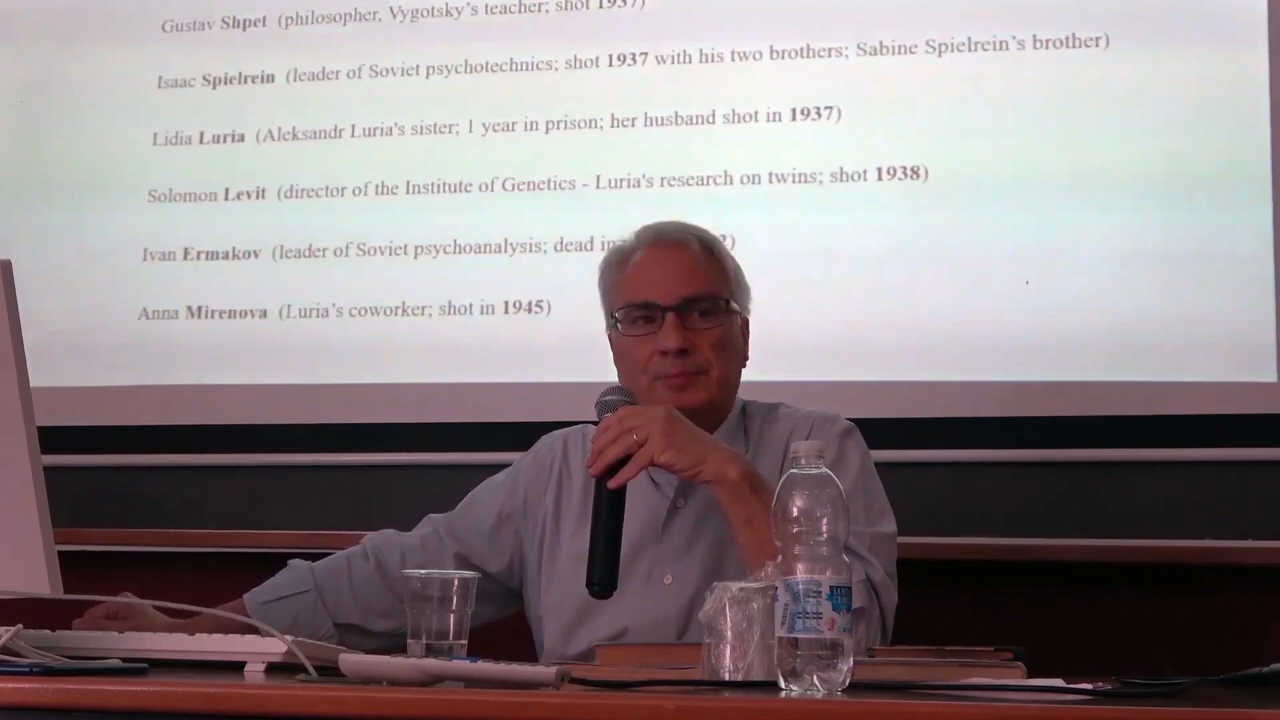 Gustav Shpet (philosopher, Vygotsky's teacher; shot 1937)
Isaac Spielrein (leader of Soviet psychotechnics; shot 1937 with his two brothers; Sabine Spielrein's brother)
Lidia Luria (Aleksandr Luria's sister; 1 year in prison; her husband shot in 1937)
Solomon Levit (director of the Institute of Genetics - Luria's research on twins; shot 1938)
Ivan Ermakov (leader of Soviet psychoanalysis; dead in
Anna Mirenova (Luria's coworker; shot in 1945)